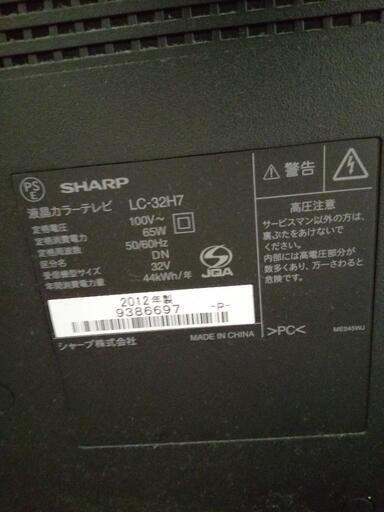 PS
E
SHARP
液晶カラーテレビ LC-32H7
定格電圧 100V~
定格消費電力 65W
定格周波数 50/60Hz
区分名 DN
受信機型サイズ 32V
年間消費電力量 44kWh/年
S
JQA
2012年製
9386697 -P-
シャープ株式会社
MADE IN CHINA
警告
高圧注意
サービスマン以外の方は、
裏ぶたをあけないでく
ださい。
内部には高電圧部分が
数多くあり、万一さわると
危険です。
>PC<
ME245WJ